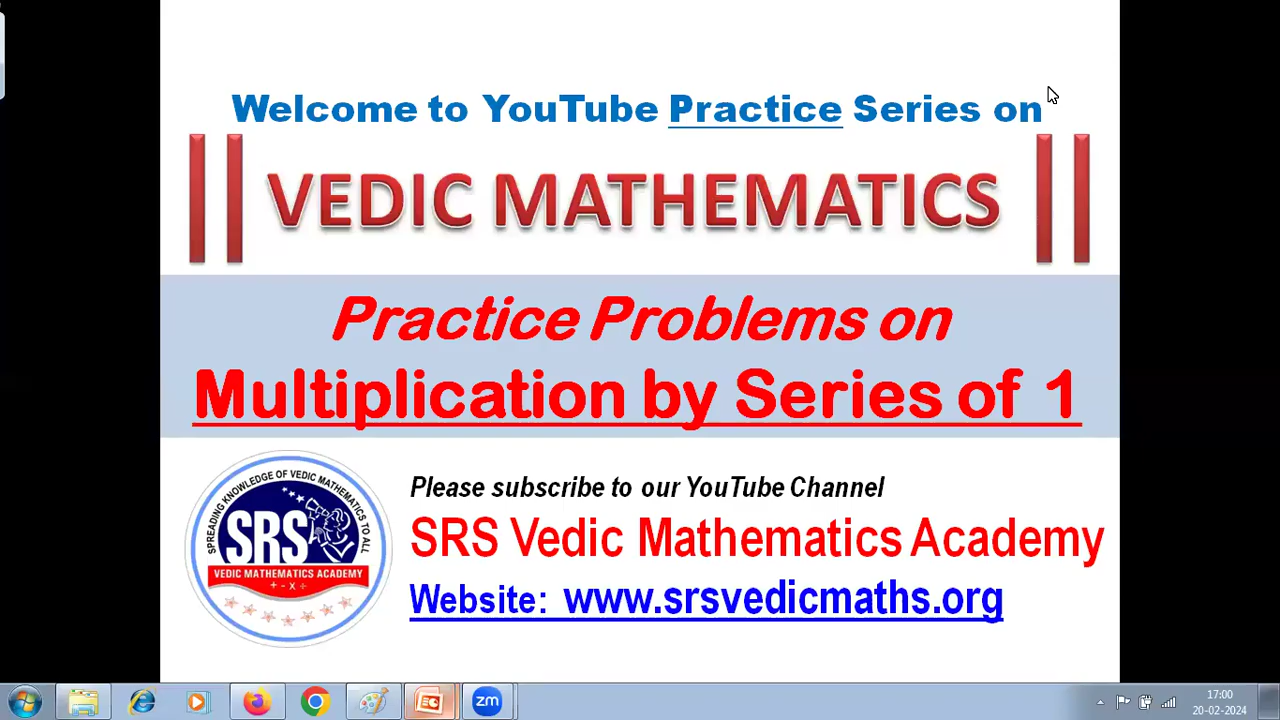 Welcome to YouTube Practice Series on
|| VEDIC MATHEMATICS ||
Practice Problems on
Multiplication by Series of 1
SPREADING KNOWLEDGE OF VEDIC MATHEMATICS TO ALL
SRS
VEDIC MATHEMATICS ACADEMY
+ - x ÷
Please subscribe to our YouTube Channel
SRS Vedic Mathematics Academy
Website: www.srsvedicmaths.org
zm
17:00
20-02-2024